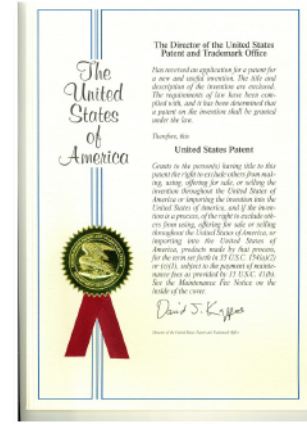 The
United
States
of
America
The Director of the United States
Patent and Trademark Office
Has received an application for a patent for
a new and useful invention. The title and
description of the invention are enclosed.
The requirements of law have been com-
plied with, and it has been determined that
a patent on the invention shall be granted
under the law.
Therefore, this
United States Patent
Grants to the person(s) having title to this
patent the right to exclude others from mak-
ing, using, offering for sale, or selling the
invention throughout the United States of
America or importing the invention into the
United States of America, and if the inven-
tion is a process, of the right to exclude oth-
ers from using, offering for sale or selling
throughout the United States of America, or
importing into the United States of
America, products made by that process,
for the term set forth in 35 U.S.C. 154(a)(2)
or (c)(1), subject to the payment of mainte-
nance fees as provided by 35 U.S.C. 41(b).
See the Maintenance Fee Notice on the
inside of the cover.
David J. Kappos
Director of the United States Patent and Trademark Office